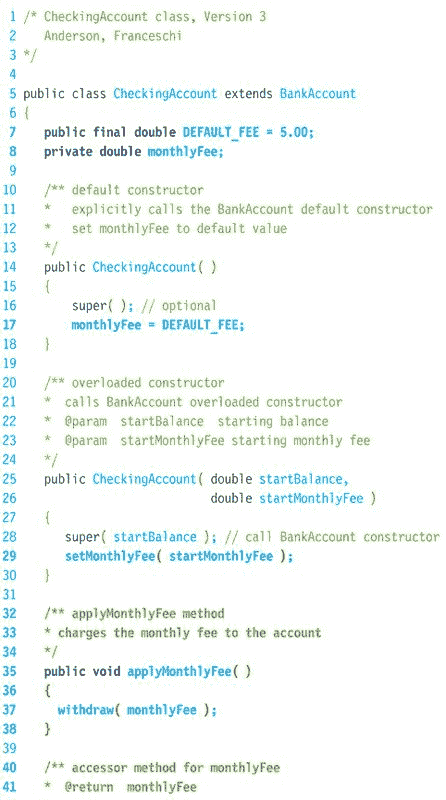 1 /* CheckingAccount class, Version 3
2 Anderson, Franceschi
3 */
4
5 public class CheckingAccount extends BankAccount
6 {
7 public final double DEFAULT_FEE = 5.00;
8 private double monthlyFee;
9
10 /** default constructor
11 * explicitly calls the BankAccount default constructor
12 * set monthlyFee to default value
13 */
14 public CheckingAccount( )
15 {
16 super( ); // optional
17 monthlyFee = DEFAULT_FEE;
18 }
19
20 /** overloaded constructor
21 * calls BankAccount overloaded constructor
22 * @param startBalance starting balance
23 * @param startMonthlyFee starting monthly fee
24 */
25 public CheckingAccount( double startBalance,
26 double startMonthlyFee )
27 {
28 super( startBalance ); // call BankAccount constructor
29 setMonthlyFee( startMonthlyFee );
30 }
31
32 /** applyMonthlyFee method
33 * charges the monthly fee to the account
34 */
35 public void applyMonthlyFee( )
36 {
37 withdraw( monthlyFee );
38 }
39
40 /** accessor method for monthlyFee
41 * @return monthlyFee